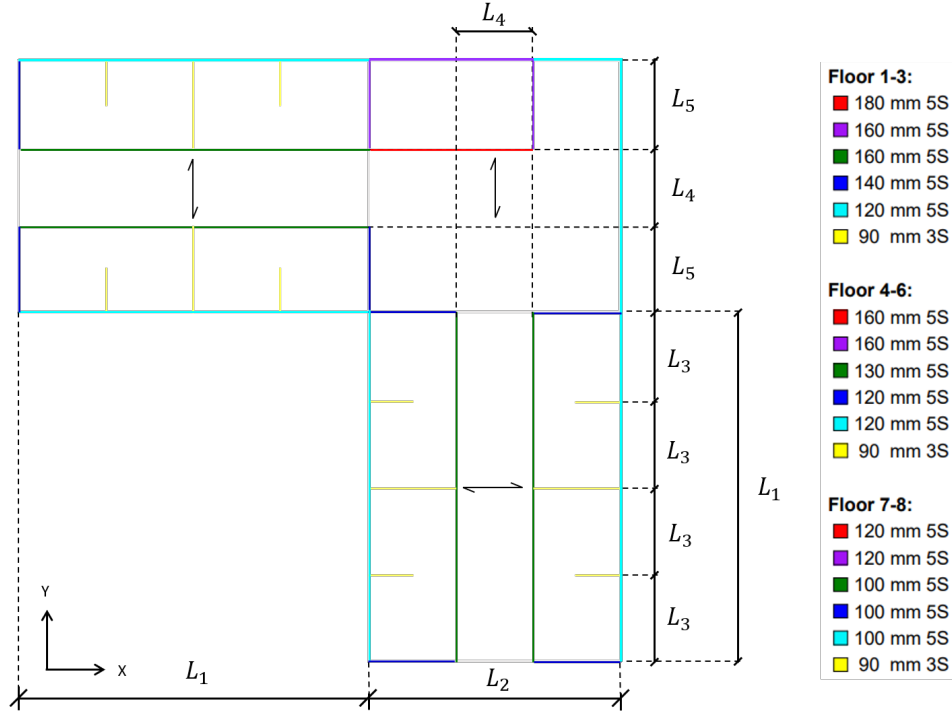 L4
L5
L4
L5
L3
L3
L3
L3
L1
L1
L2
Y
X
Floor 1-3:
180 mm 5S
160 mm 5S
160 mm 5S
140 mm 5S
120 mm 5S
90 mm 3S
Floor 4-6:
160 mm 5S
160 mm 5S
130 mm 5S
120 mm 5S
120 mm 5S
90 mm 3S
Floor 7-8:
120 mm 5S
120 mm 5S
100 mm 5S
100 mm 5S
100 mm 5S
90 mm 3S